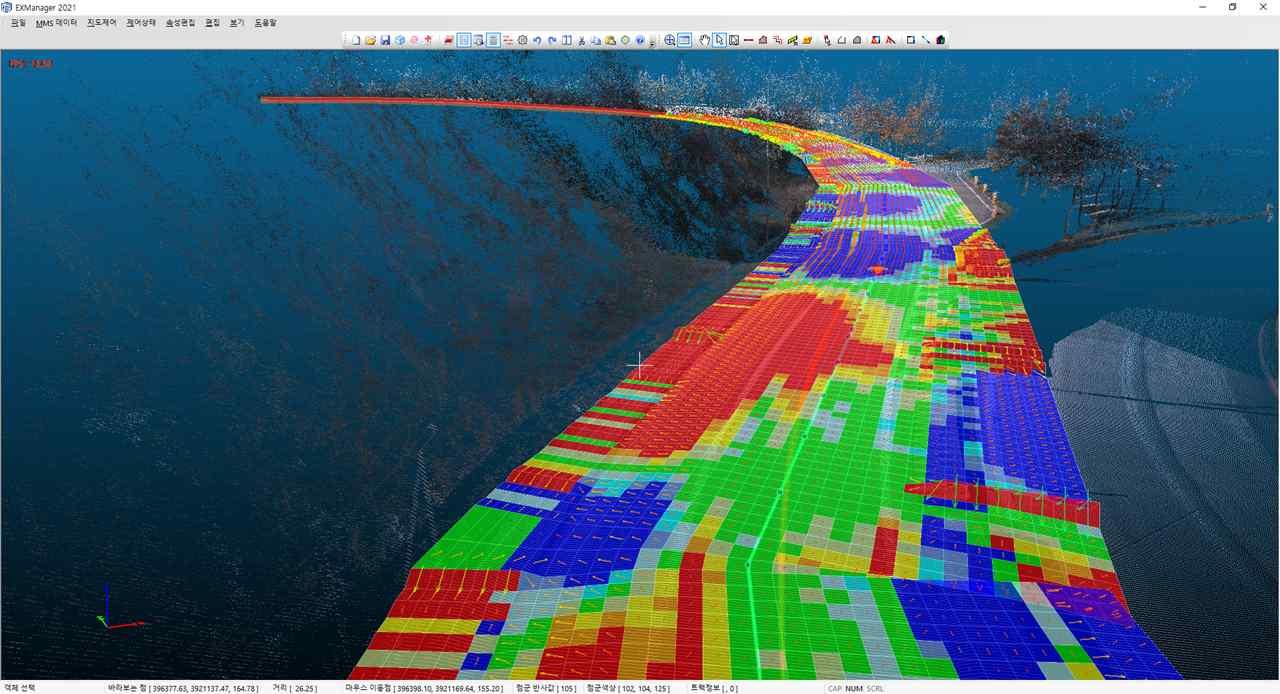 EXManager 2021
파일 MMS 데이터 지도제어 제어상태 속성편집 편집 보기 도움말
객체 선택 바라보는 점 [ 396377.63, 3921137.47, 164.78 ] 거리 [ 26.25 ] 마우스 이동점 [ 396398.10, 3921169.64, 155.20 ] 점군 반사값 [ 105 ] 점군색상 [ 102, 104, 125 ] 트랙정보 [ , 0 ] CAP NUM SCRL